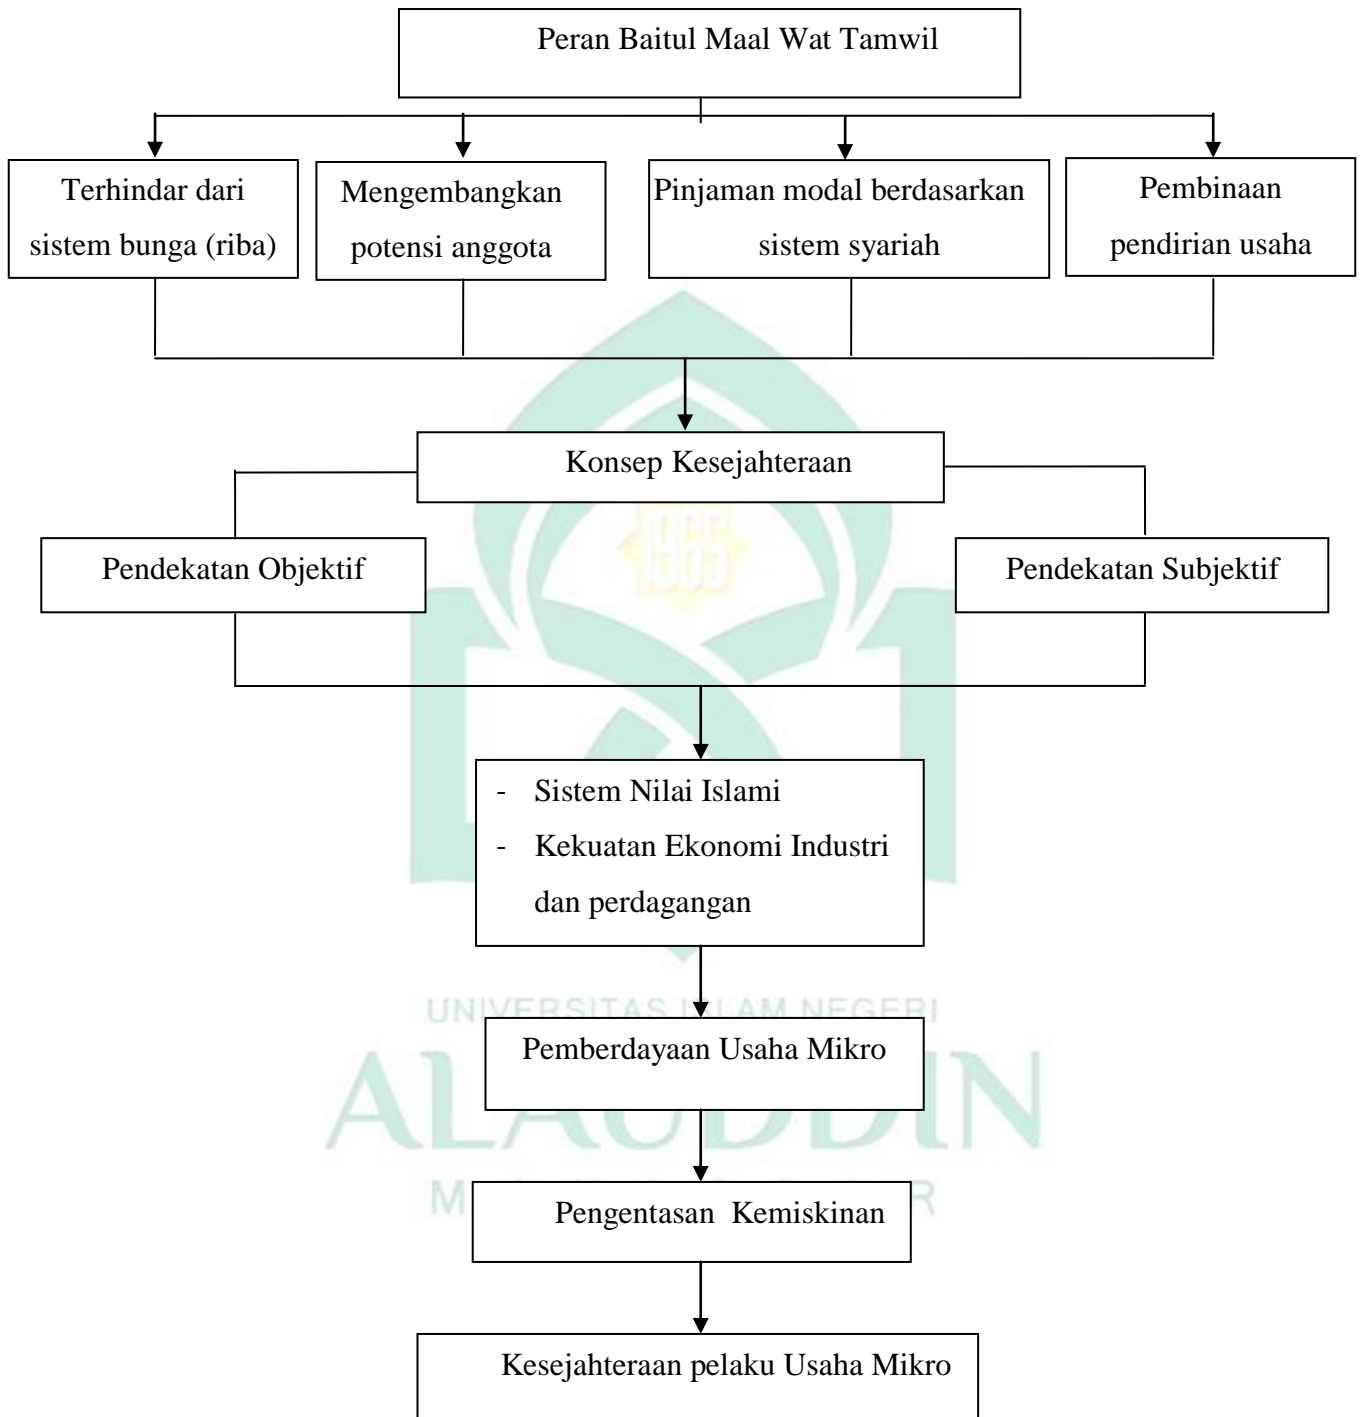 Peran Baitul Maal Wat Tamwil
Terhindar dari
sistem bunga (riba)
Mengembangkan
potensi anggota
Pinjaman modal berdasarkan
sistem syariah
Pembinaan
pendirian usaha
Konsep Kesejahteraan
1965
Pendekatan Objektif
Pendekatan Subjektif
- Sistem Nilai Islami
- Kekuatan Ekonomi Industri
dan perdagangan
UNIVERSITAS ISLAM NEGERI
Pemberdayaan Usaha Mikro
ALAUDDIN
Pengentasan Kemiskinan
Kesejahteraan pelaku Usaha Mikro